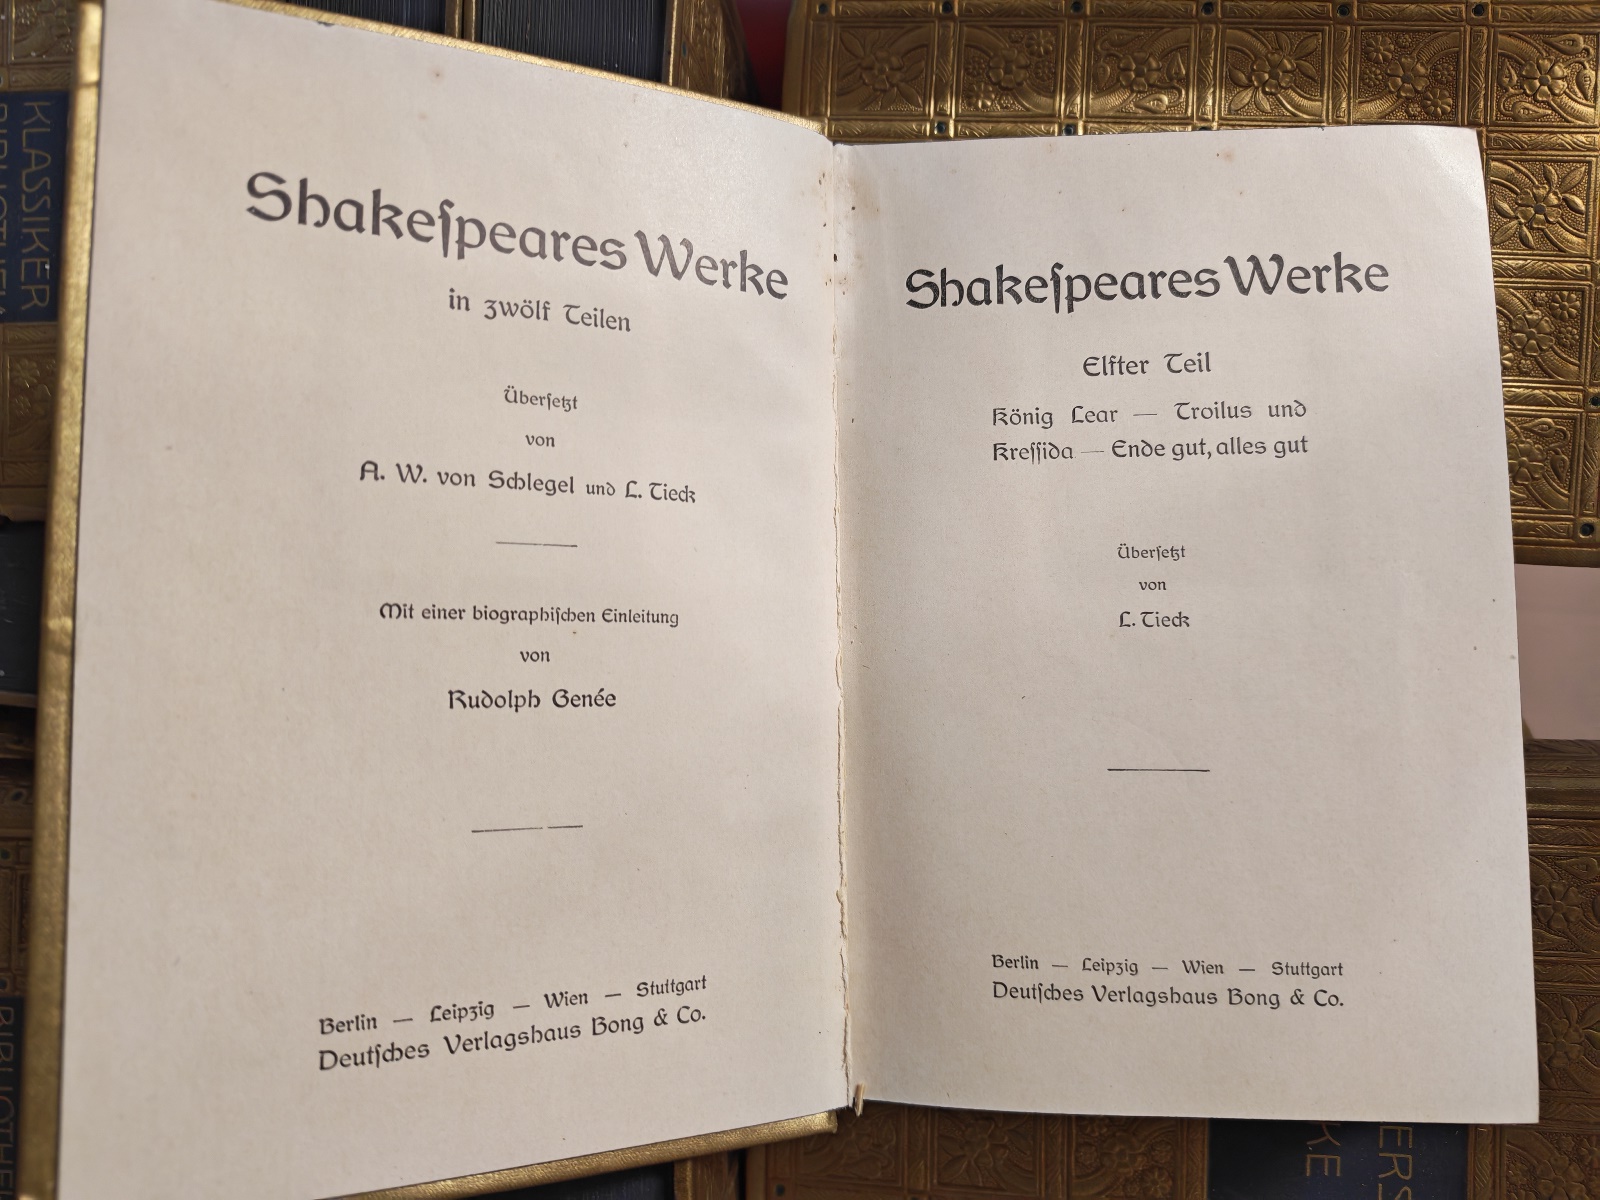 KLASSIKER
BIBLIOTHEK
Shakeſpeares Werke
in zwölf Teilen
Überſetzt
von
A. W. von Schlegel und L. Tieck
Mit einer biographiſchen Einleitung
von
Rudolph Genée
Berlin — Leipzig — Wien — Stuttgart
Deutſches Verlagshaus Bong & Co.
Shakeſpeares Werke
Elfter Teil
König Lear — Troilus und
Kreſſida — Ende gut, alles gut
Überſetzt
von
L. Tieck
Berlin — Leipzig — Wien — Stuttgart
Deutſches Verlagshaus Bong & Co.